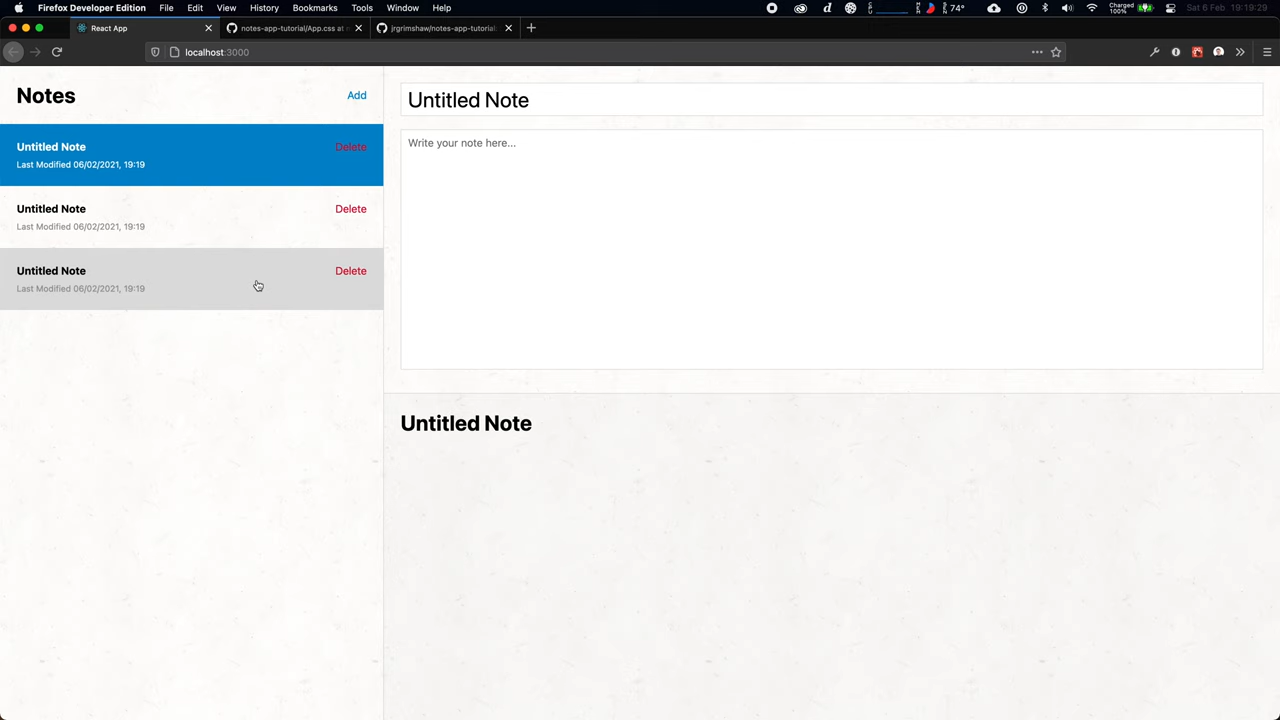 Firefox Developer Edition File Edit View History Bookmarks Tools Window Help 74° Charged 100% Sat 6 Feb 19:19:29
React App notes-app-tutorial/App.css at jrgrimshaw/notes-app-tutorial
localhost:3000
Notes Add
Untitled Note Delete
Last Modified 06/02/2021, 19:19
Untitled Note Delete
Last Modified 06/02/2021, 19:19
Untitled Note Delete
Last Modified 06/02/2021, 19:19
Untitled Note
Write your note here...
Untitled Note